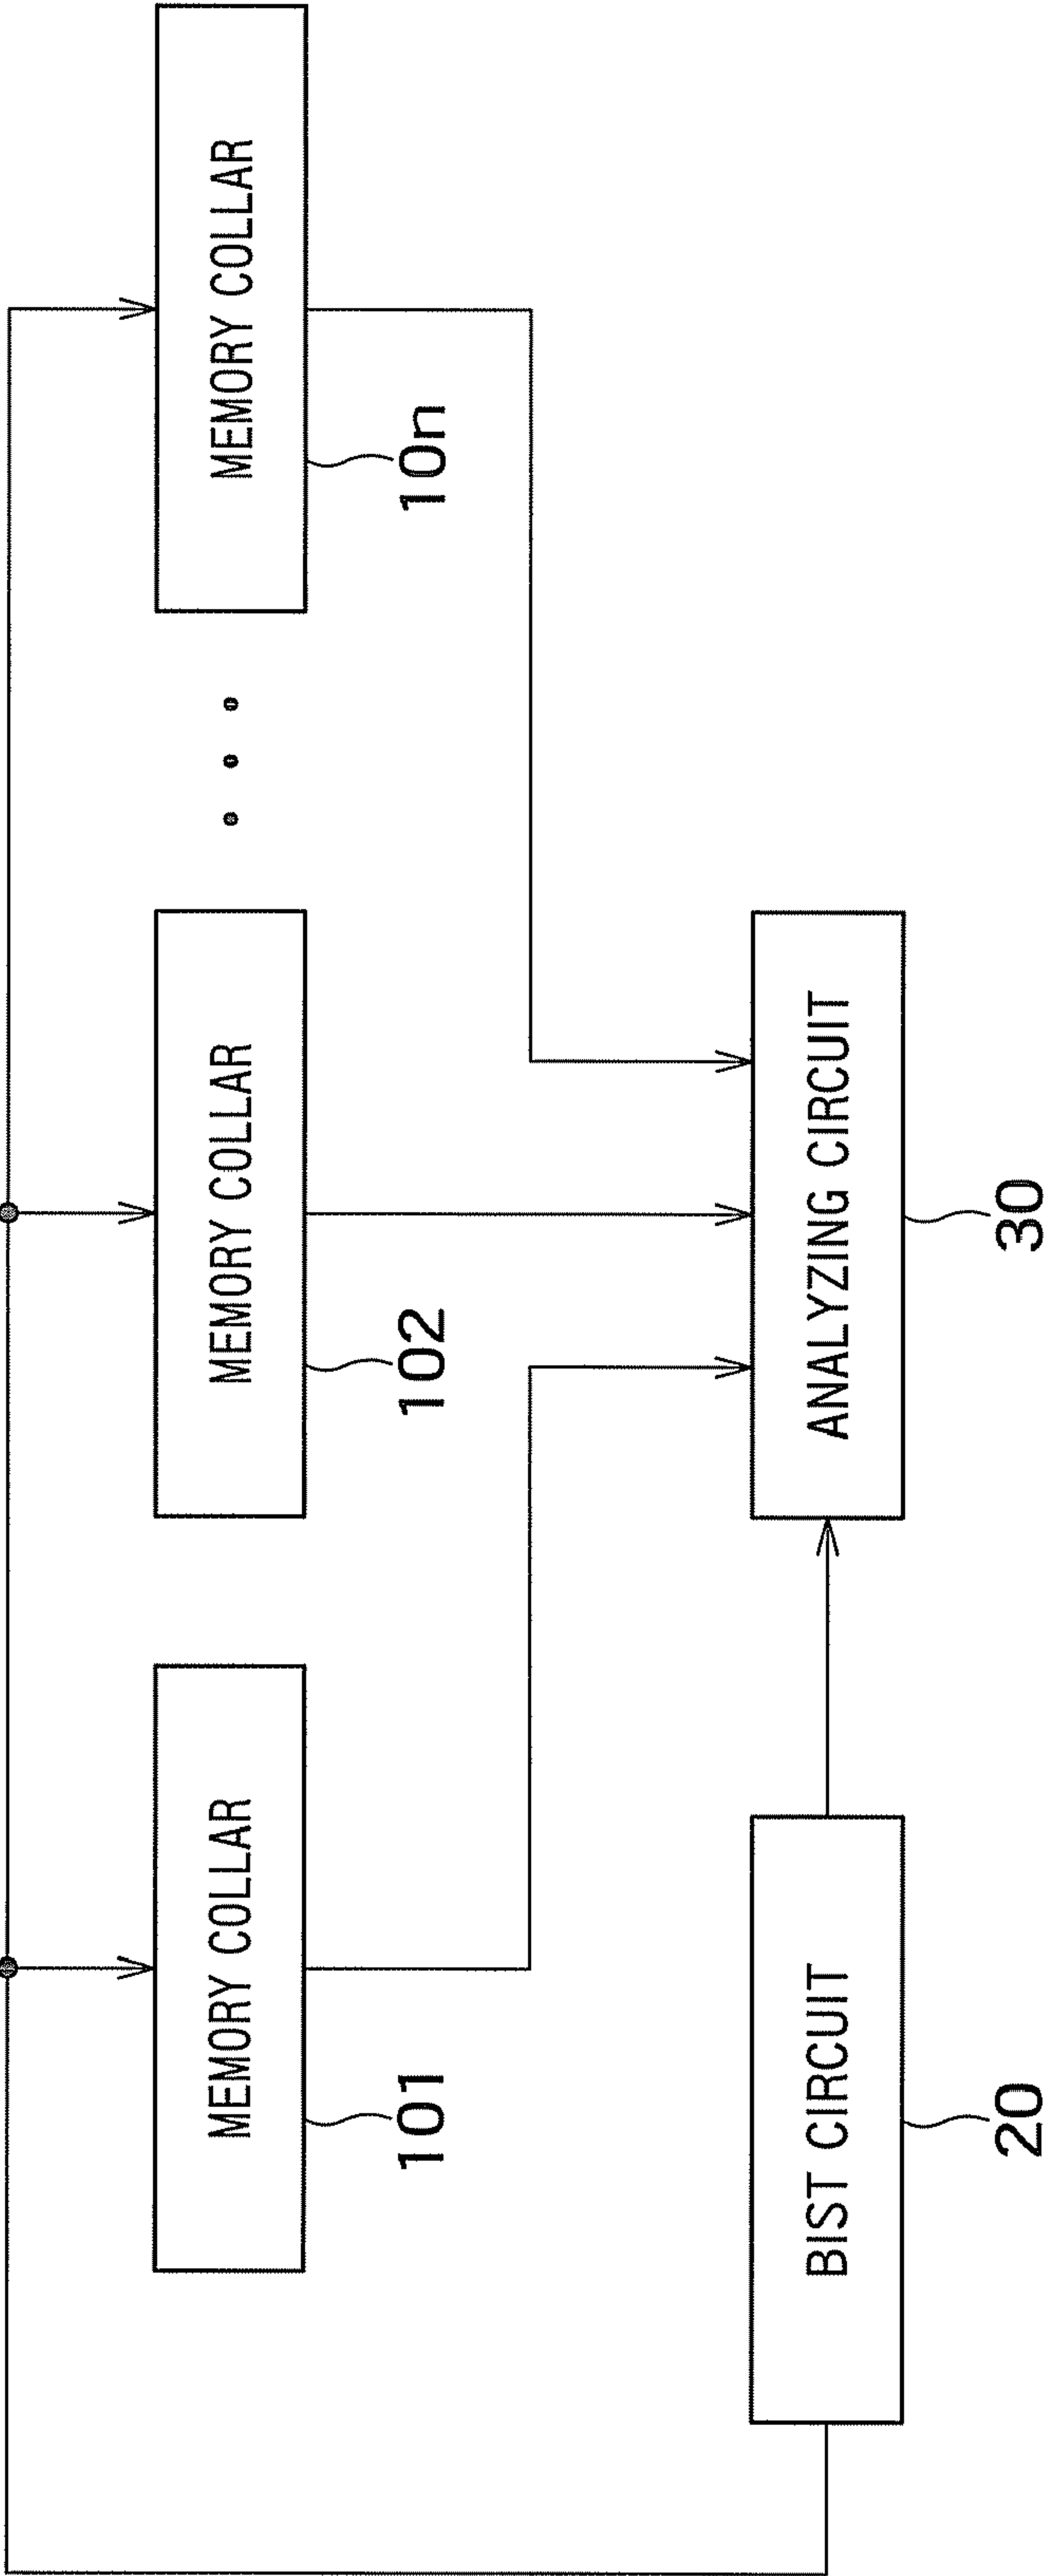 MEMORY COLLAR
MEMORY COLLAR
MEMORY COLLAR
101
102
10n
BIST CIRCUIT
ANALYZING CIRCUIT
20
30